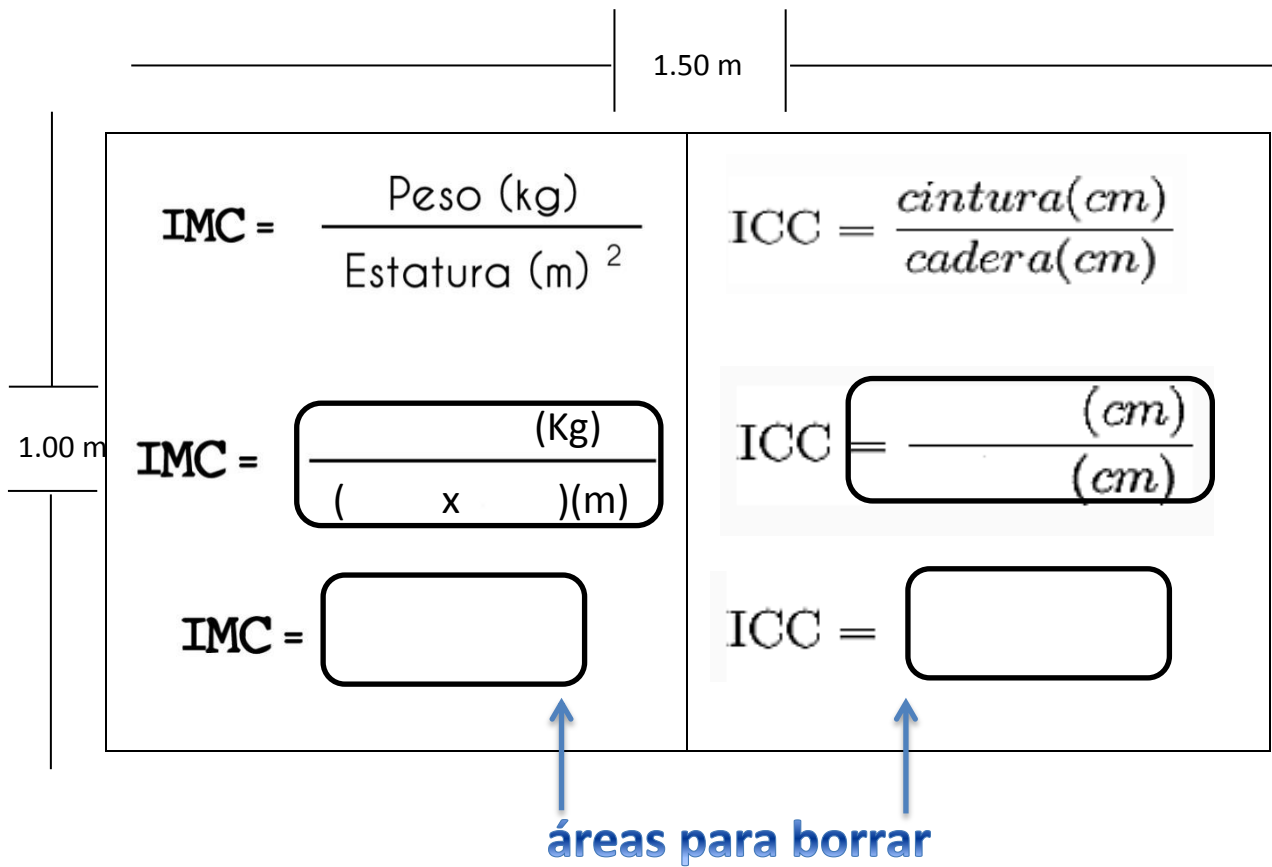 1.50 m
IMC = Peso (kg)
Estatura (m) 2
ICC = cintura(cm)
cadera(cm)
1.00 m
IMC = (Kg)
( x )(m)
ICC = (cm)
(cm)
IMC =
ICC =
áreas para borrar